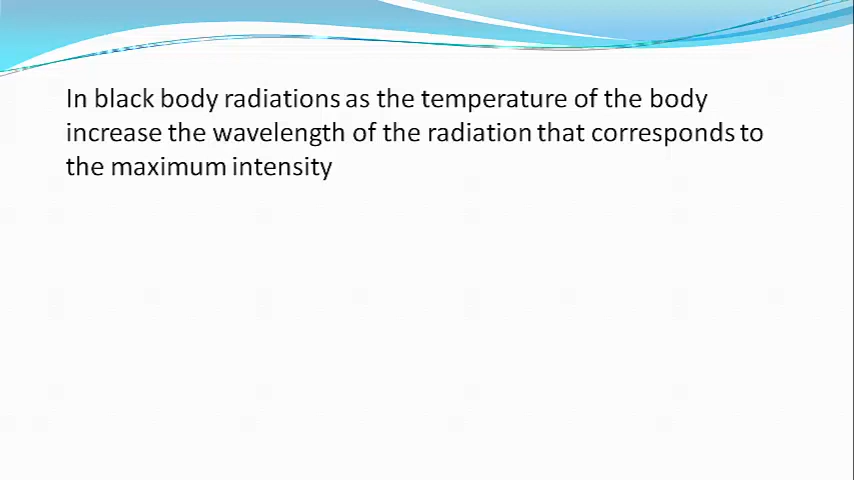 In black body radiations as the temperature of the body
increase the wavelength of the radiation that corresponds to
the maximum intensity